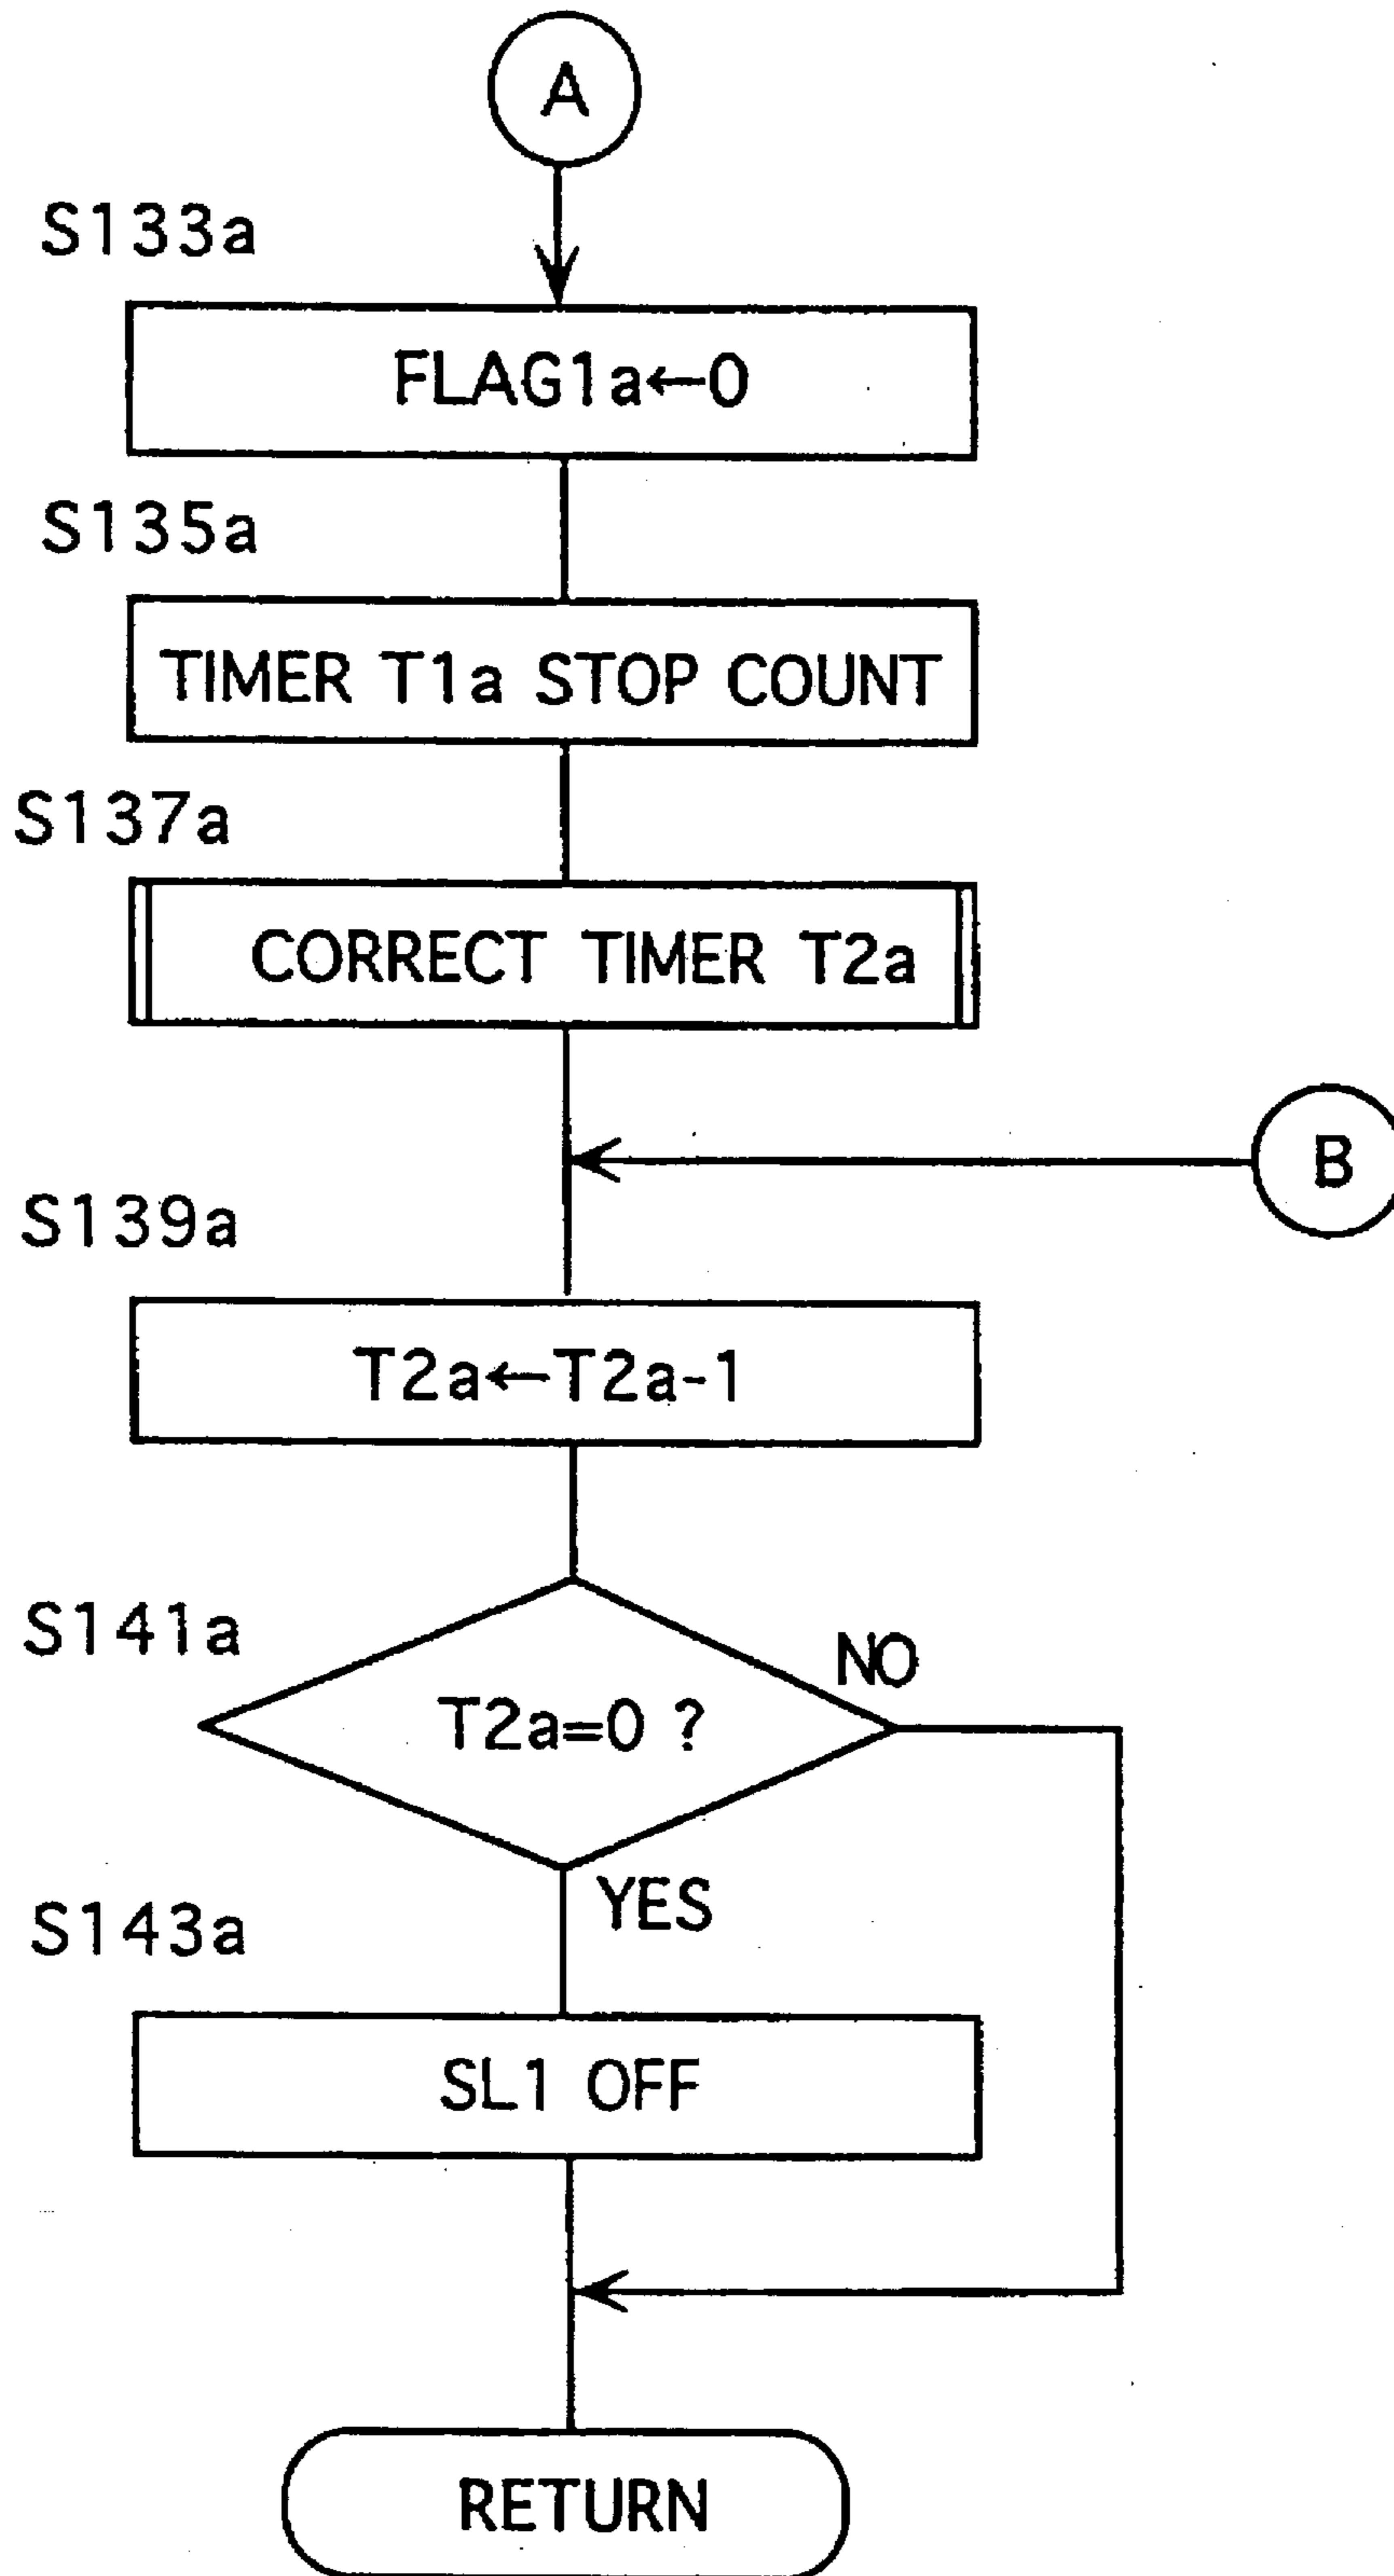 A
S133a
FLAG1a←0
S135a
TIMER T1a STOP COUNT
S137a
CORRECT TIMER T2a
B
S139a
T2a←T2a-1
S141a
NO
T2a=0 ?
YES
S143a
SL1 OFF
RETURN